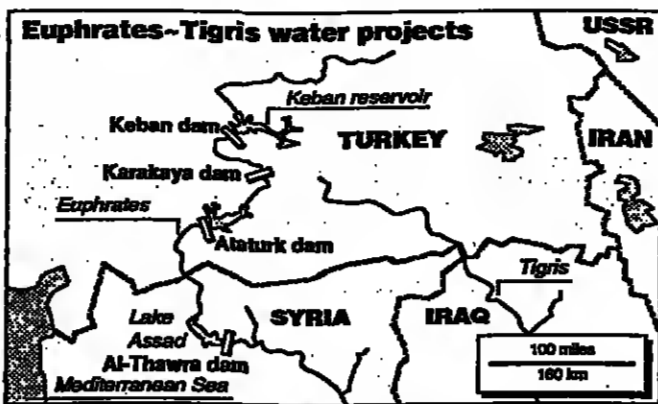 Euphrates~Tigris water projects
USSR
Keban reservoir
Keban dam
TURKEY
IRAN
Karakaya dam
Euphrates
Ataturk dam
Tigris
Lake
Assad
SYRIA
IRAQ
Al-Thawra dam
Mediterranean Sea
100 miles
160 km